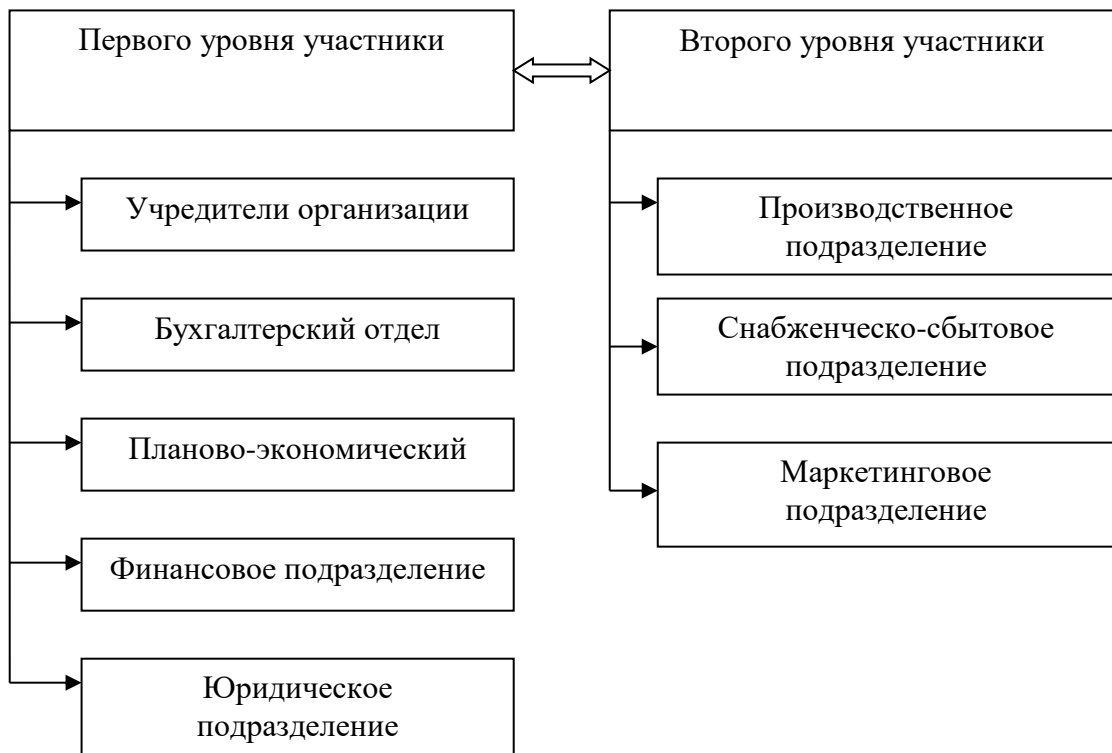 Первого уровня участники
Второго уровня участники
Учредители организации
Бухгалтерский отдел
Планово-экономический
Финансовое подразделение
Юридическое
подразделение
Производственное
подразделение
Снабженческо-сбытовое
подразделение
Маркетинговое
подразделение